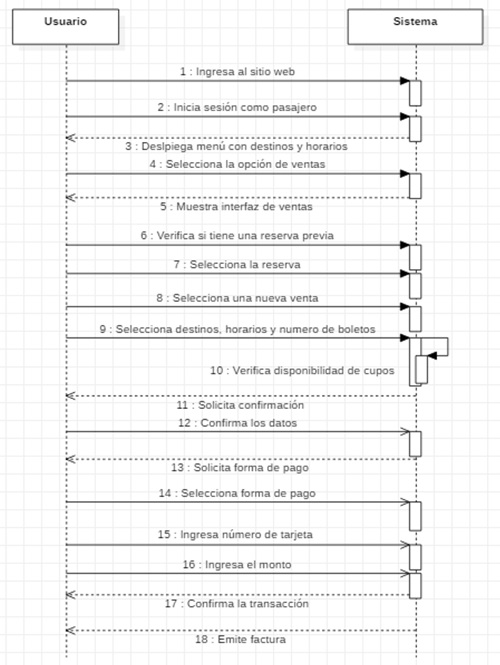 Usuario
Sistema
1 : Ingresa al sitio web
2 : Inicia sesión como pasajero
3 : Deslpiega menú con destinos y horarios
4 : Selecciona la opción de ventas
5 : Muestra interfaz de ventas
6 : Verifica si tiene una reserva previa
7 : Selecciona la reserva
8 : Selecciona una nueva venta
9 : Selecciona destinos, horarios y numero de boletos
10 : Verifica disponibilidad de cupos
11 : Solicita confirmación
12 : Confirma los datos
13 : Solicita forma de pago
14 : Selecciona forma de pago
15 : Ingresa número de tarjeta
16 : Ingresa el monto
17 : Confirma la transacción
18 : Emite factura